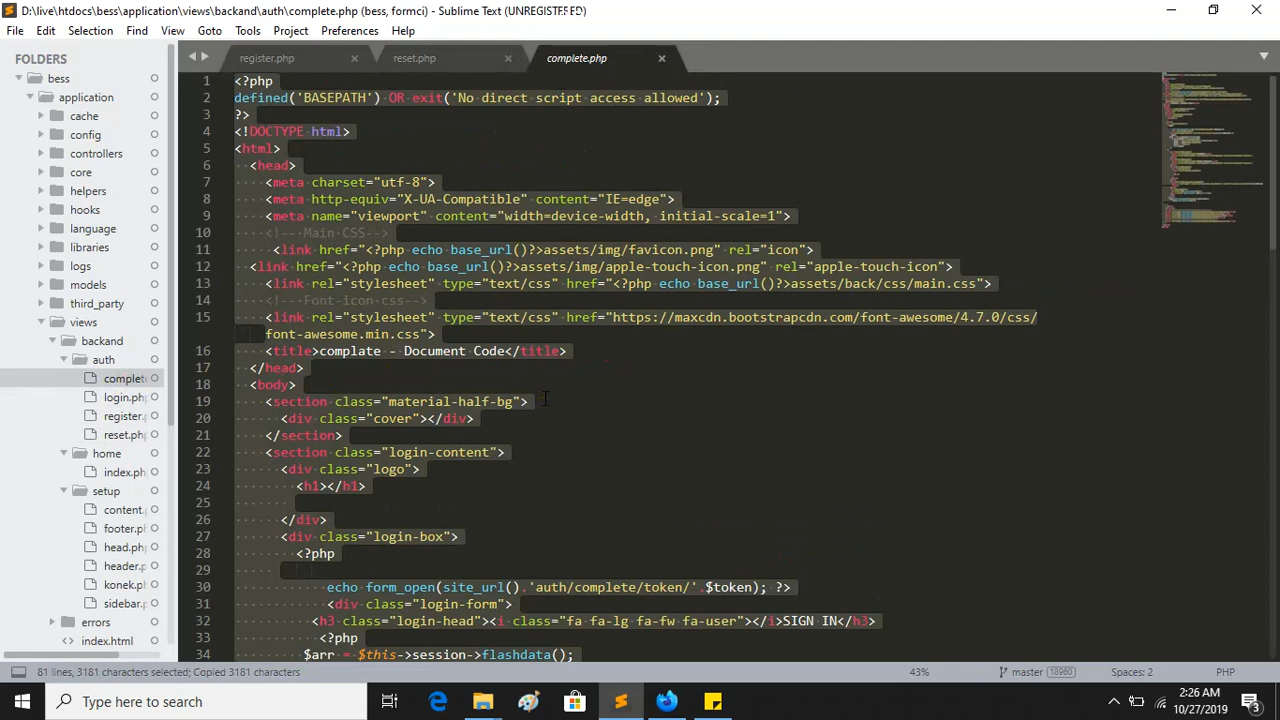 D:\live\htdocs\bess\application\views\backand\auth\complete.php (bess, formci) - Sublime Text (UNREGISTERED)
File Edit Selection Find View Goto Tools Project Preferences Help
FOLDERS
bess
application
cache
config
controllers
core
helpers
hooks
language
libraries
logs
models
third_party
views
backand
auth
complet
login.ph
register.
reset.ph
home
index.ph
setup
content.
footer.p
head.ph
header.p
konek.ph
sidebar.
errors
index.html
register.php reset.php complete.php
1 <?php
2 defined('BASEPATH') OR exit('No direct script access allowed');
3 ?>
4 <!DOCTYPE html>
5 <html>
6 <head>
7 <meta charset="utf-8">
8 <meta http-equiv="X-UA-Compatible" content="IE=edge">
9 <meta name="viewport" content="width=device-width, initial-scale=1">
10 <!-- Main CSS-->
11 <link href="<?php echo base_url()?>assets/img/favicon.png" rel="icon">
12 <link href="<?php echo base_url()?>assets/img/apple-touch-icon.png" rel="apple-touch-icon">
13 <link rel="stylesheet" type="text/css" href="<?php echo base_url()?>assets/back/css/main.css">
14 <!-- Font-icon css-->
15 <link rel="stylesheet" type="text/css" href="https://maxcdn.bootstrapcdn.com/font-awesome/4.7.0/css/
font-awesome.min.css">
16 <title>complate - Document Code</title>
17 </head>
18 <body>
19 <section class="material-half-bg">
20 <div class="cover"></div>
21 </section>
22 <section class="login-content">
23 <div class="logo">
24 <h1></h1>
25
26 </div>
27 <div class="login-box">
28 <?php
29
30 echo form_open(site_url().'auth/complete/token/'.$token); ?>
31 <div class="login-form">
32 <h3 class="login-head"><i class="fa fa-lg fa-fw fa-user"></i>SIGN IN</h3>
33 <?php
34 $arr = $this->session->flashdata();
81 lines, 3181 characters selected; Copied 3181 characters 43% master 18960 Spaces: 2 PHP
Type here to search
2:26 AM
10/27/2019
3